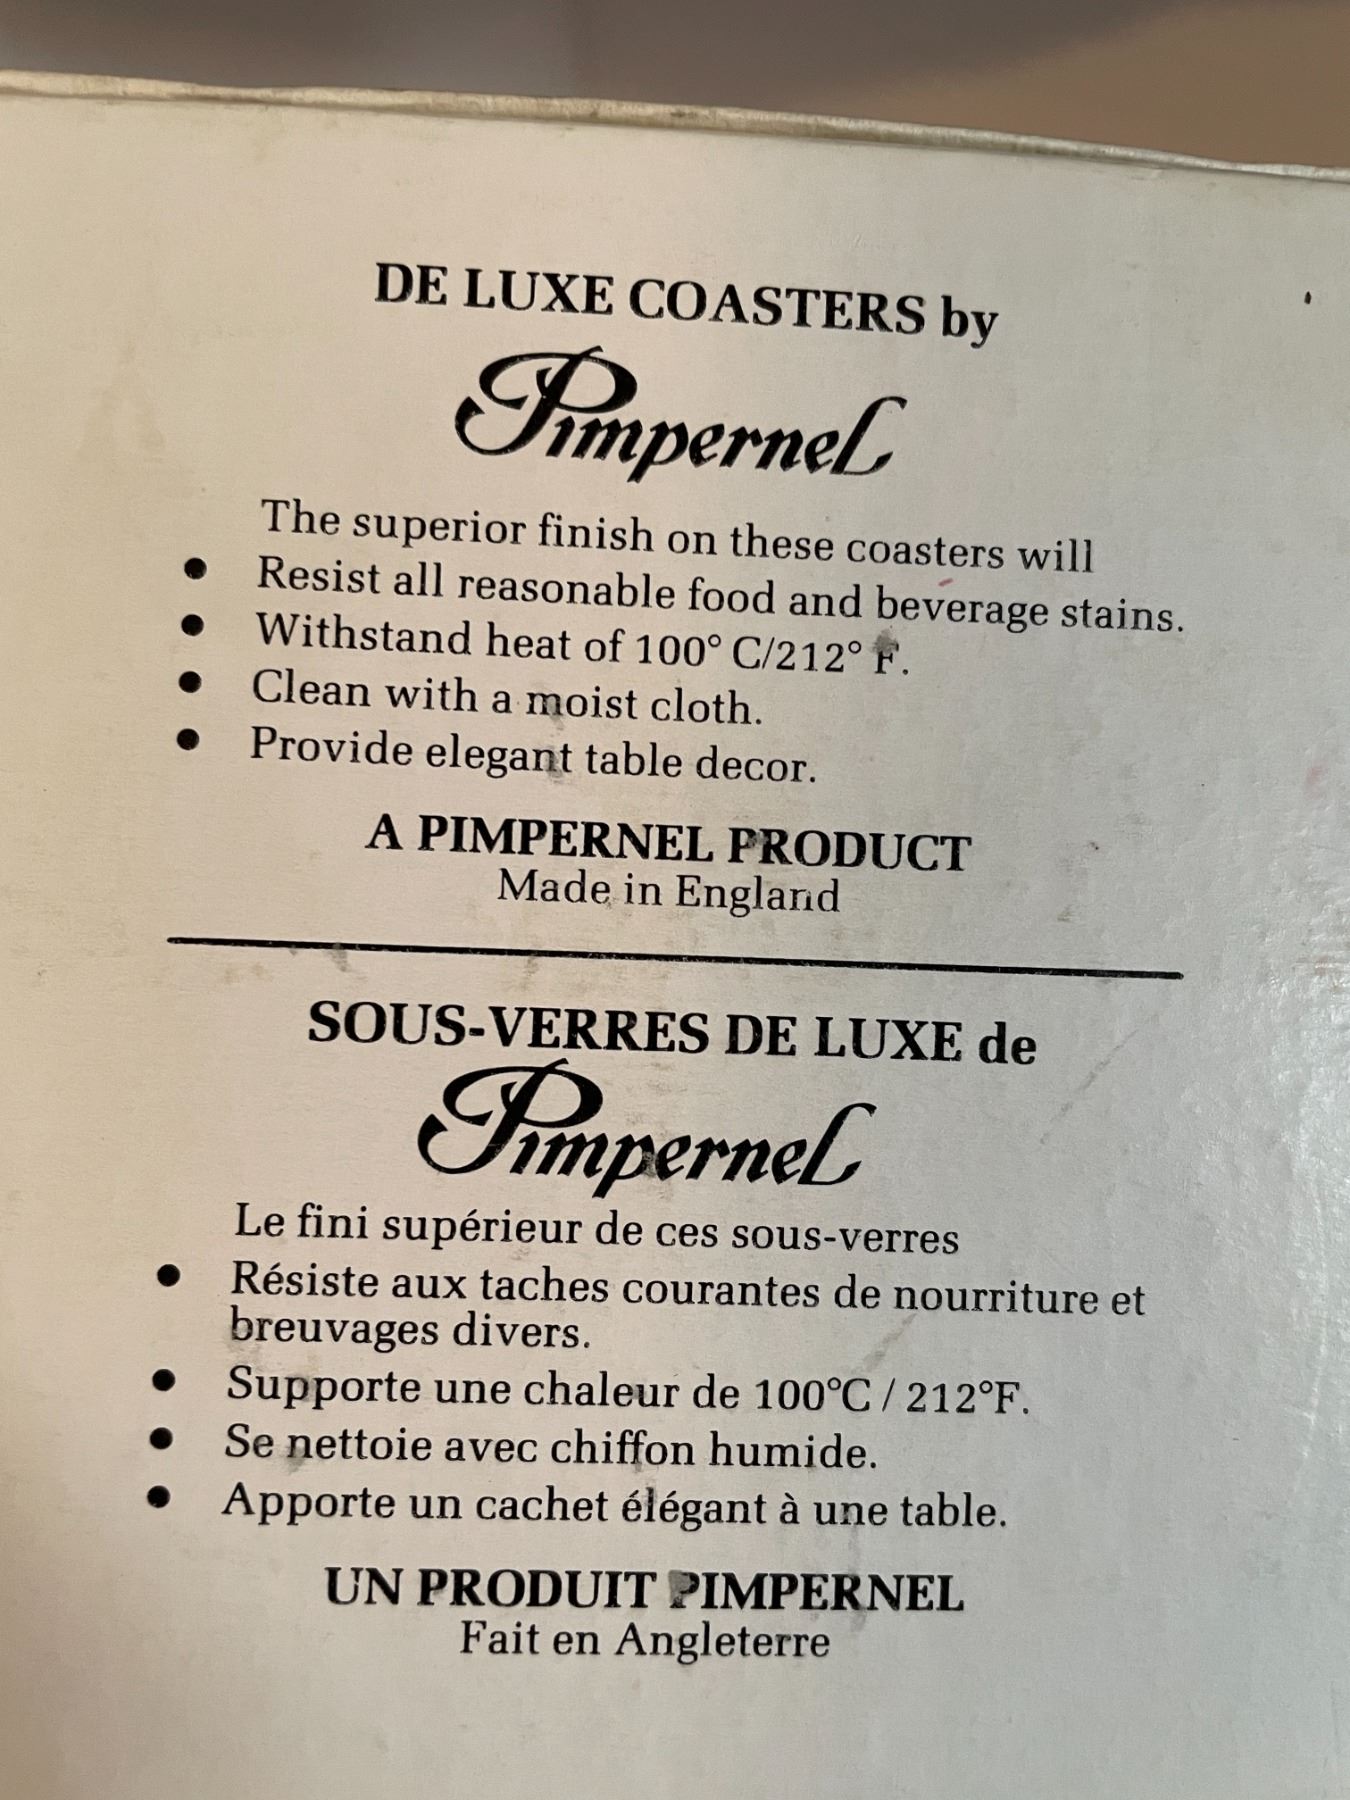 DE LUXE COASTERS by
Pimpernel
The superior finish on these coasters will
• Resist all reasonable food and beverage stains.
• Withstand heat of 100° C/212° F.
• Clean with a moist cloth.
• Provide elegant table decor.
A PIMPERNEL PRODUCT
Made in England
SOUS-VERRES DE LUXE de
Pimpernel
Le fini supérieur de ces sous-verres
• Résiste aux taches courantes de nourriture et
breuvages divers.
• Supporte une chaleur de 100°C / 212°F.
• Se nettoie avec chiffon humide.
• Apporte un cachet élégant à une table.
UN PRODUIT PIMPERNEL
Fait en Angleterre